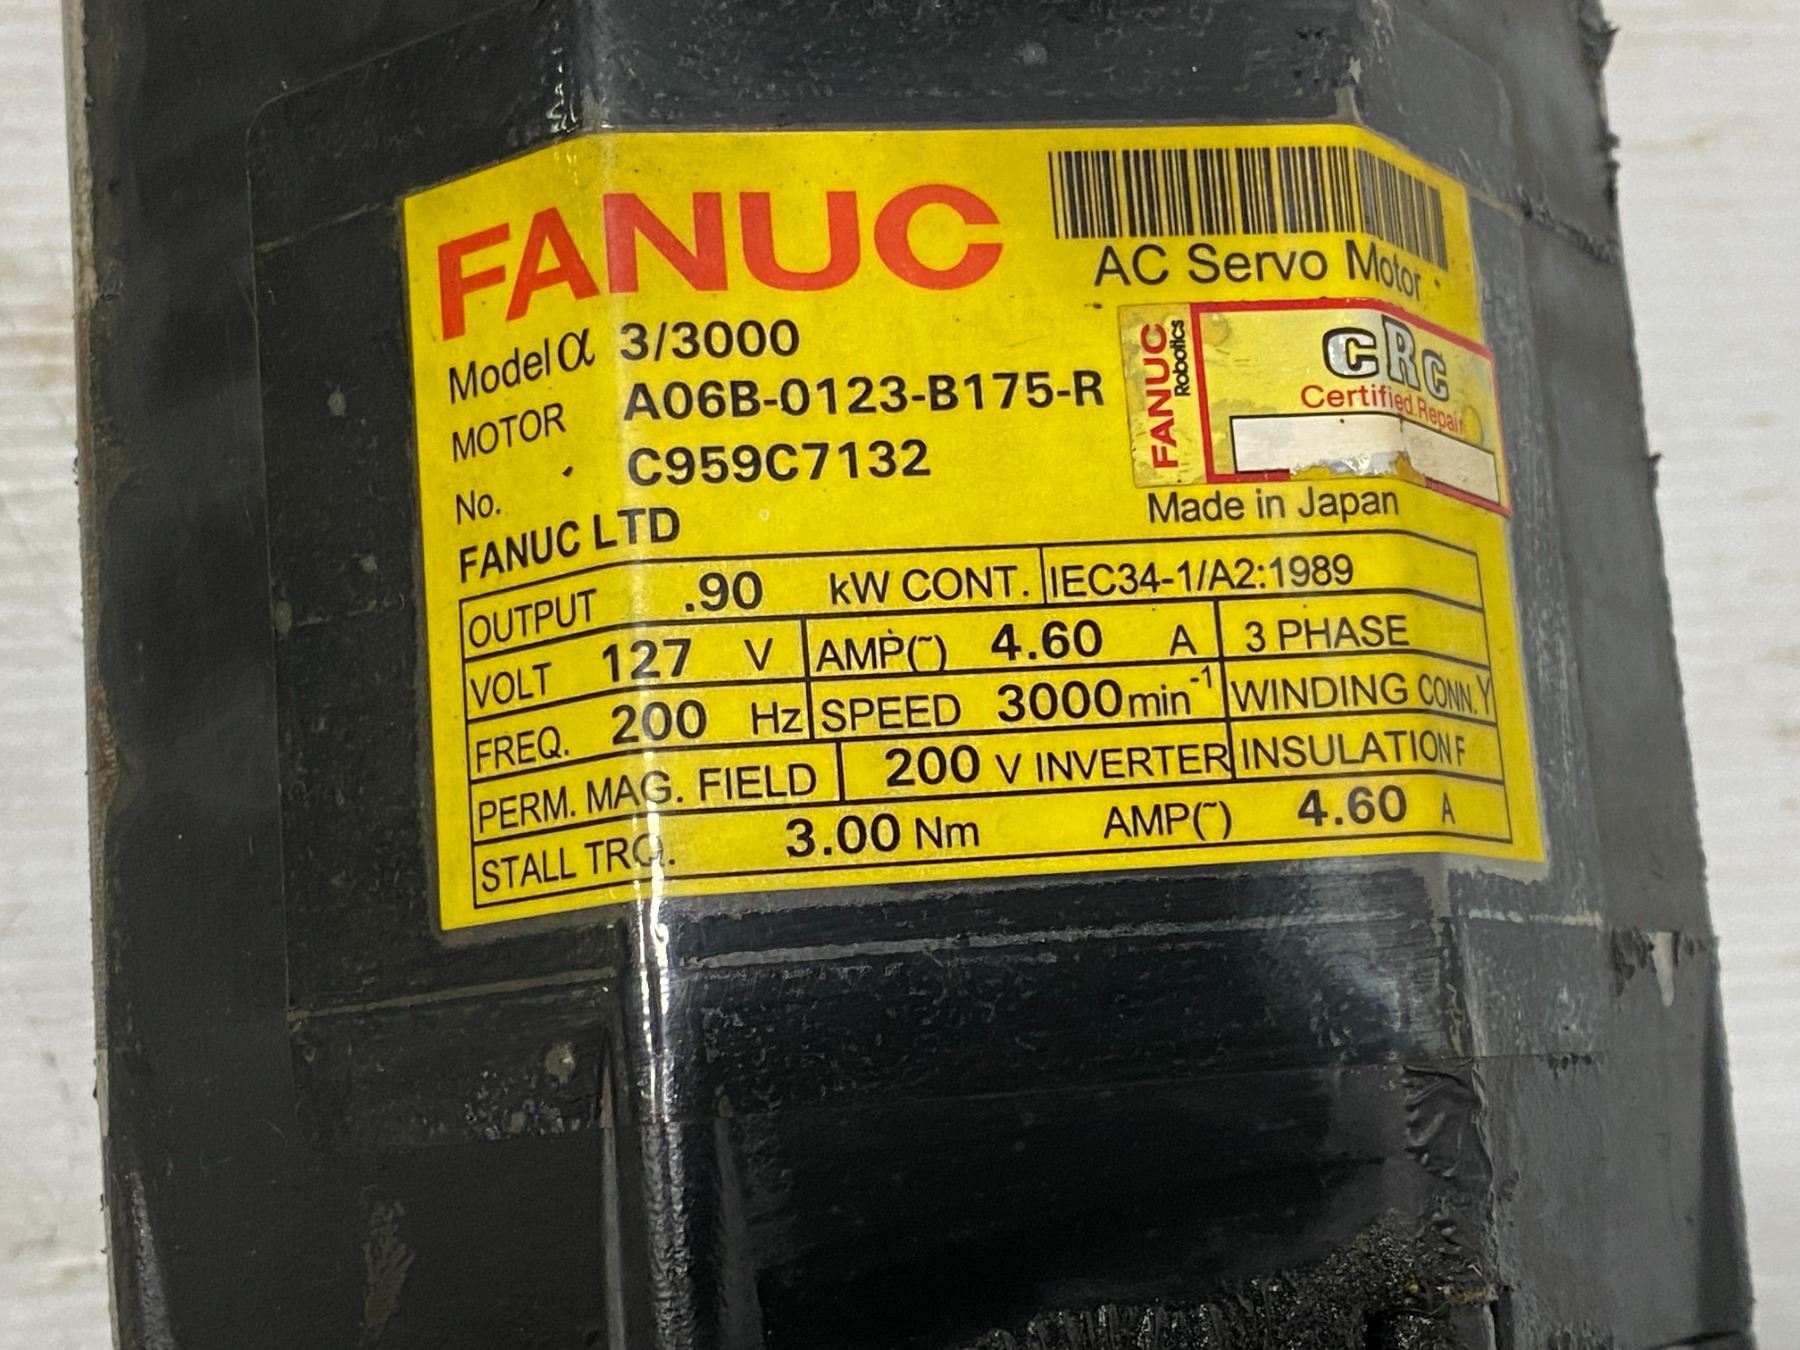 FANUC
AC Servo Motor
Model α 3/3000
MOTOR A06B-0123-B175-R
No. C959C7132
FANUC LTD
FANUC
Robotics
CRC
Certified Repair
Made in Japan
OUTPUT .90 kW CONT. IEC34-1/A2:1989
VOLT 127 V AMP(~) 4.60 A 3 PHASE
FREQ. 200 Hz SPEED 3000 min⁻¹ WINDING CONN. Y
PERM. MAG. FIELD 200 V INVERTER INSULATION F
STALL TRQ. 3.00 Nm AMP(~) 4.60 A